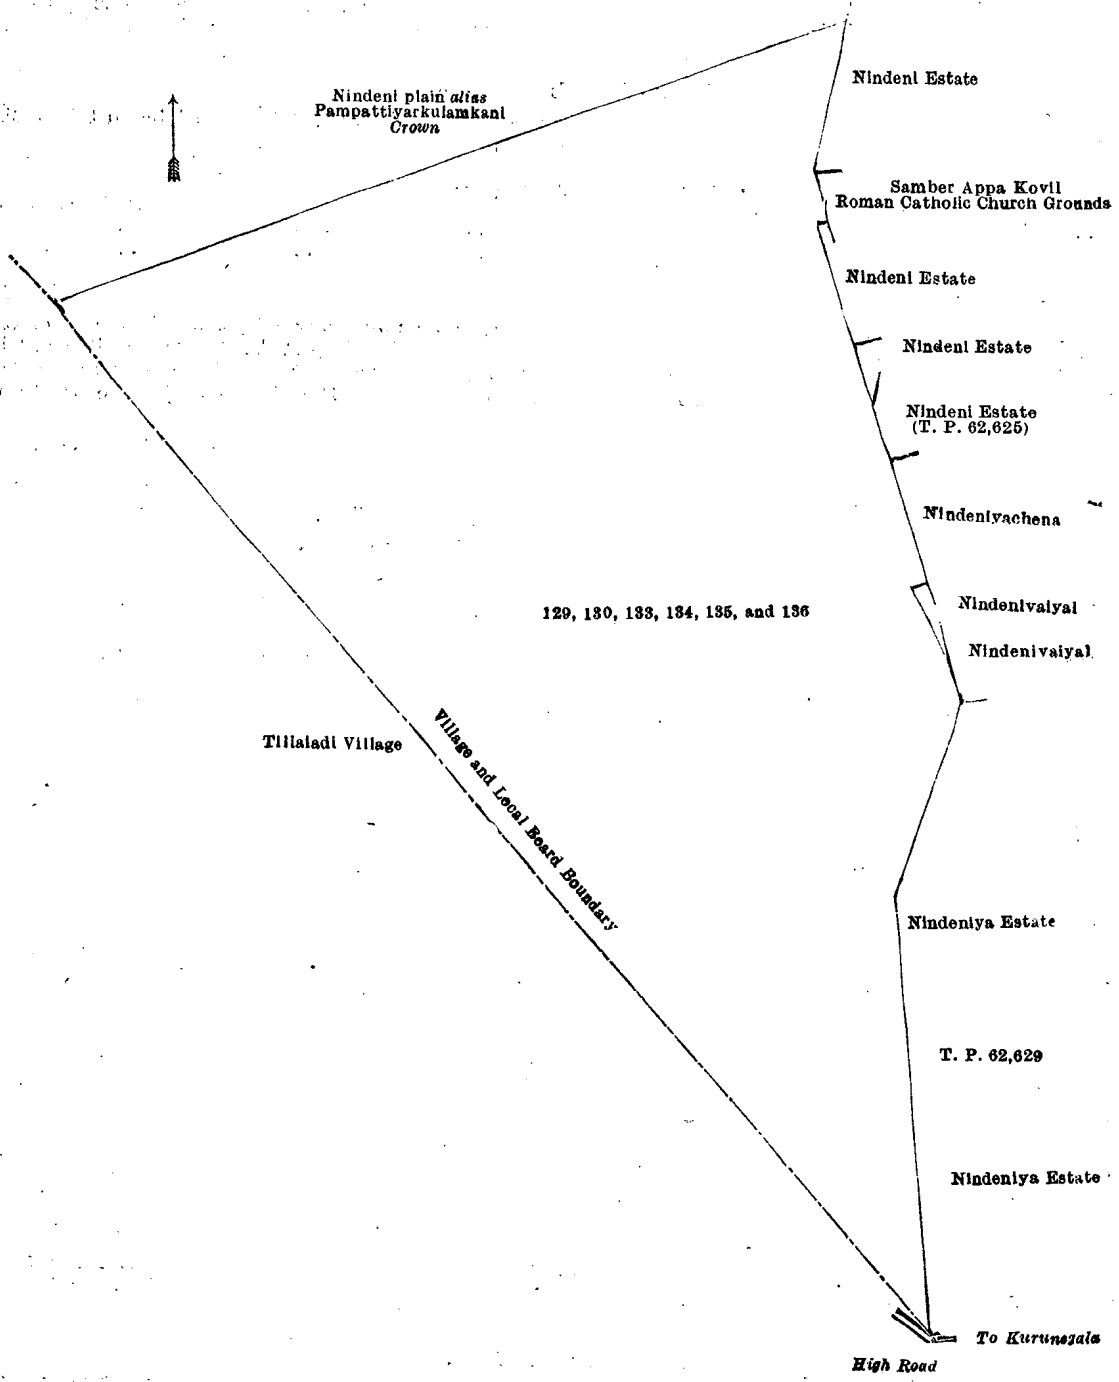 Nindeni Estate
Nindeni plain alias
Pampattiyarkulamkani
Crown
Samber Appa Kovil
Roman Catholic Church Grounds
Nindeni Estate
Nindeni Estate
Nindeni Estate
(T. P. 62,625)
Nindeniyachena
Nindenivaiyal
129, 130, 133, 134, 135, and 136
Nindenivaiyal
Tillaiadi Village
Village and Local Board Boundary
Nindeniya Estate
T. P. 62,629
Nindeniya Estate
To Kurunegala
High Road